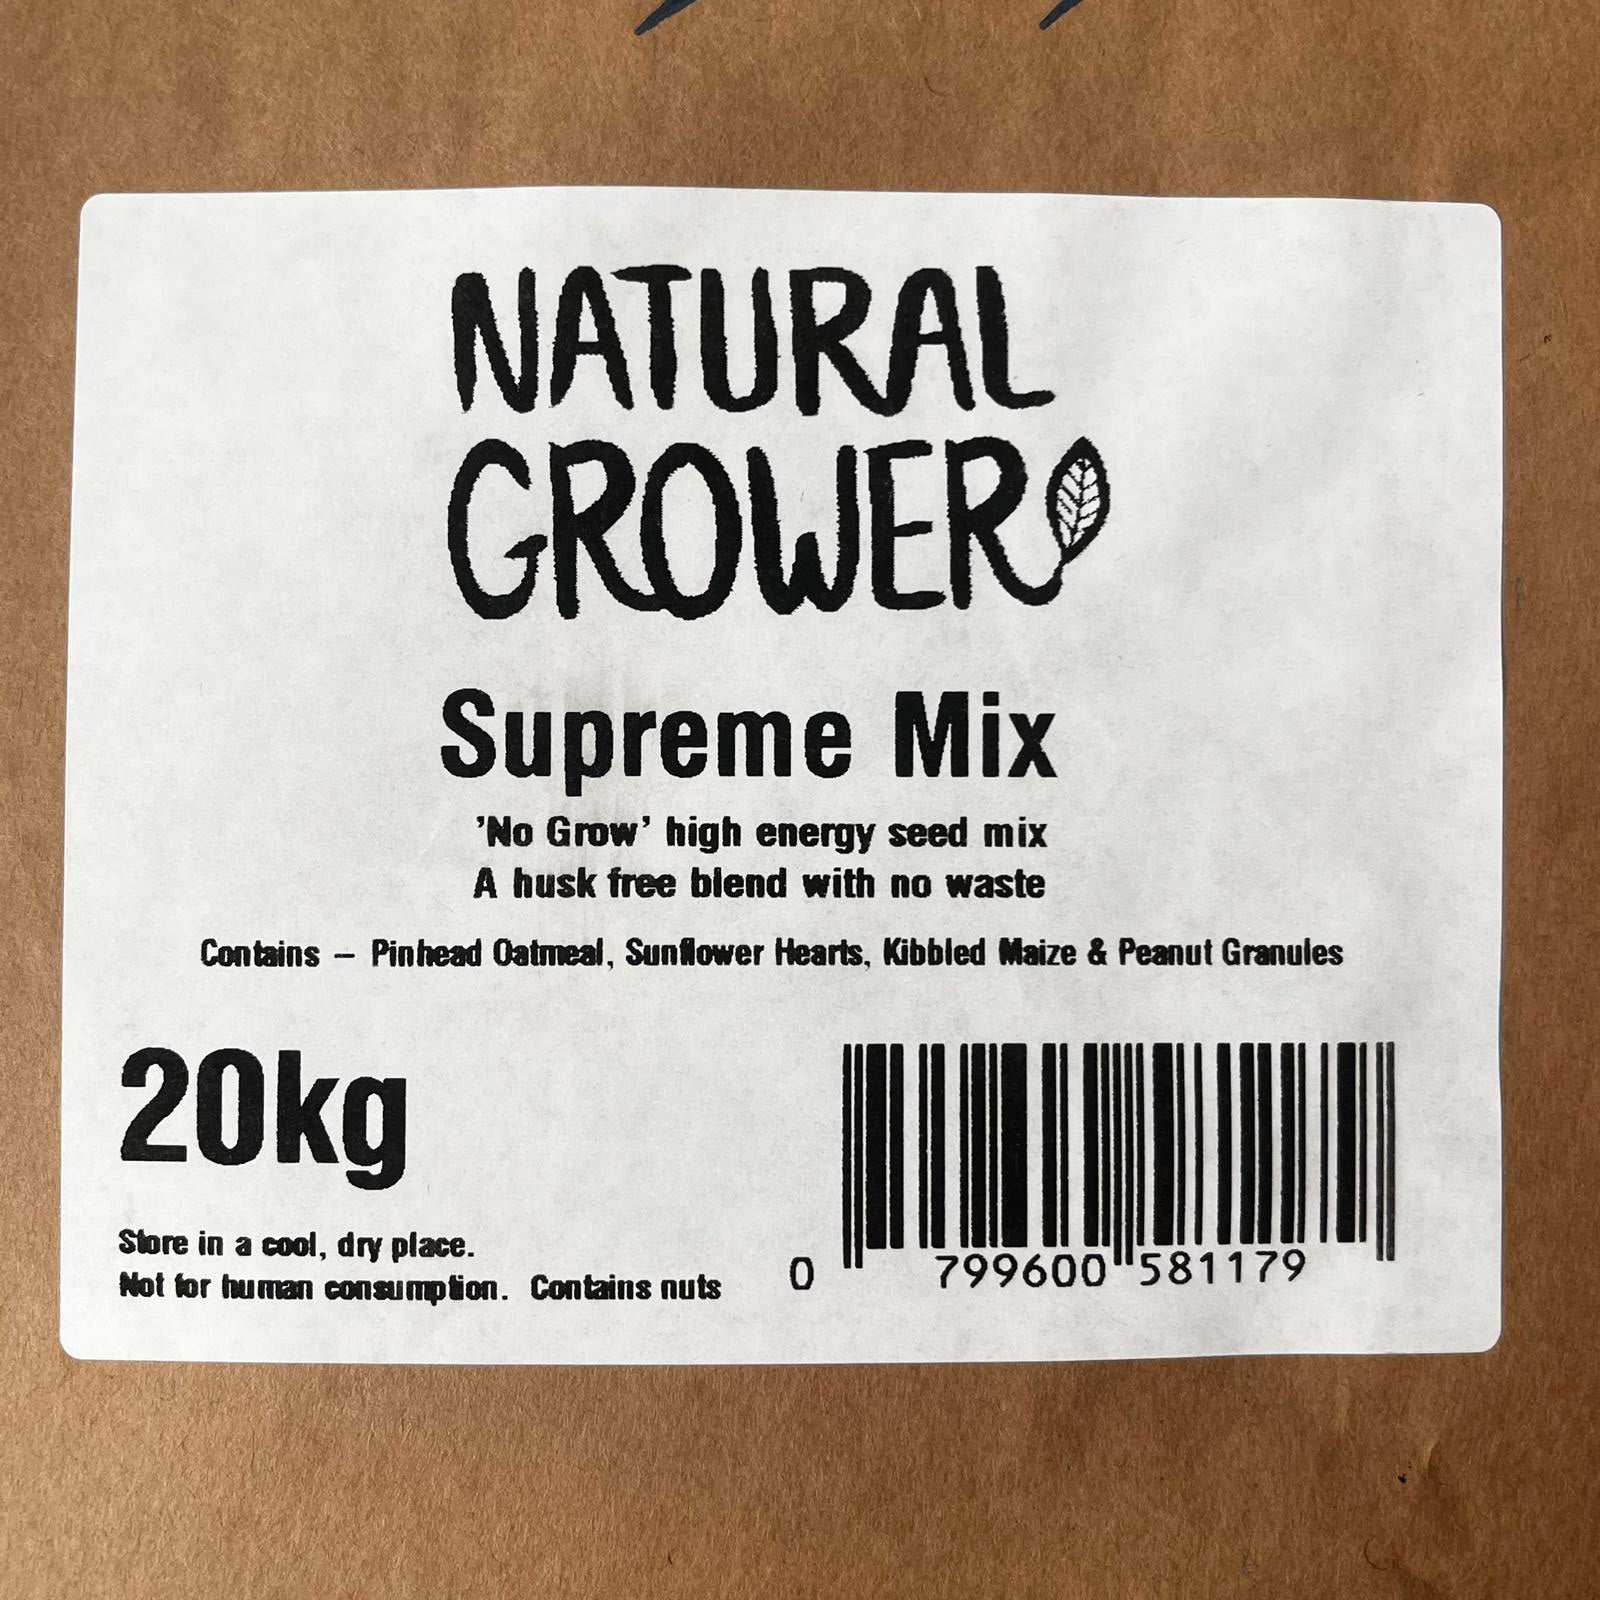 NATURAL
GROWER
Supreme Mix
'No Grow' high energy seed mix
A husk free blend with no waste
Contains – Pinhead Oatmeal, Sunflower Hearts, Kibbled Maize & Peanut Granules
20kg
Store in a cool, dry place.
Not for human consumption. Contains nuts
0 799600 581179